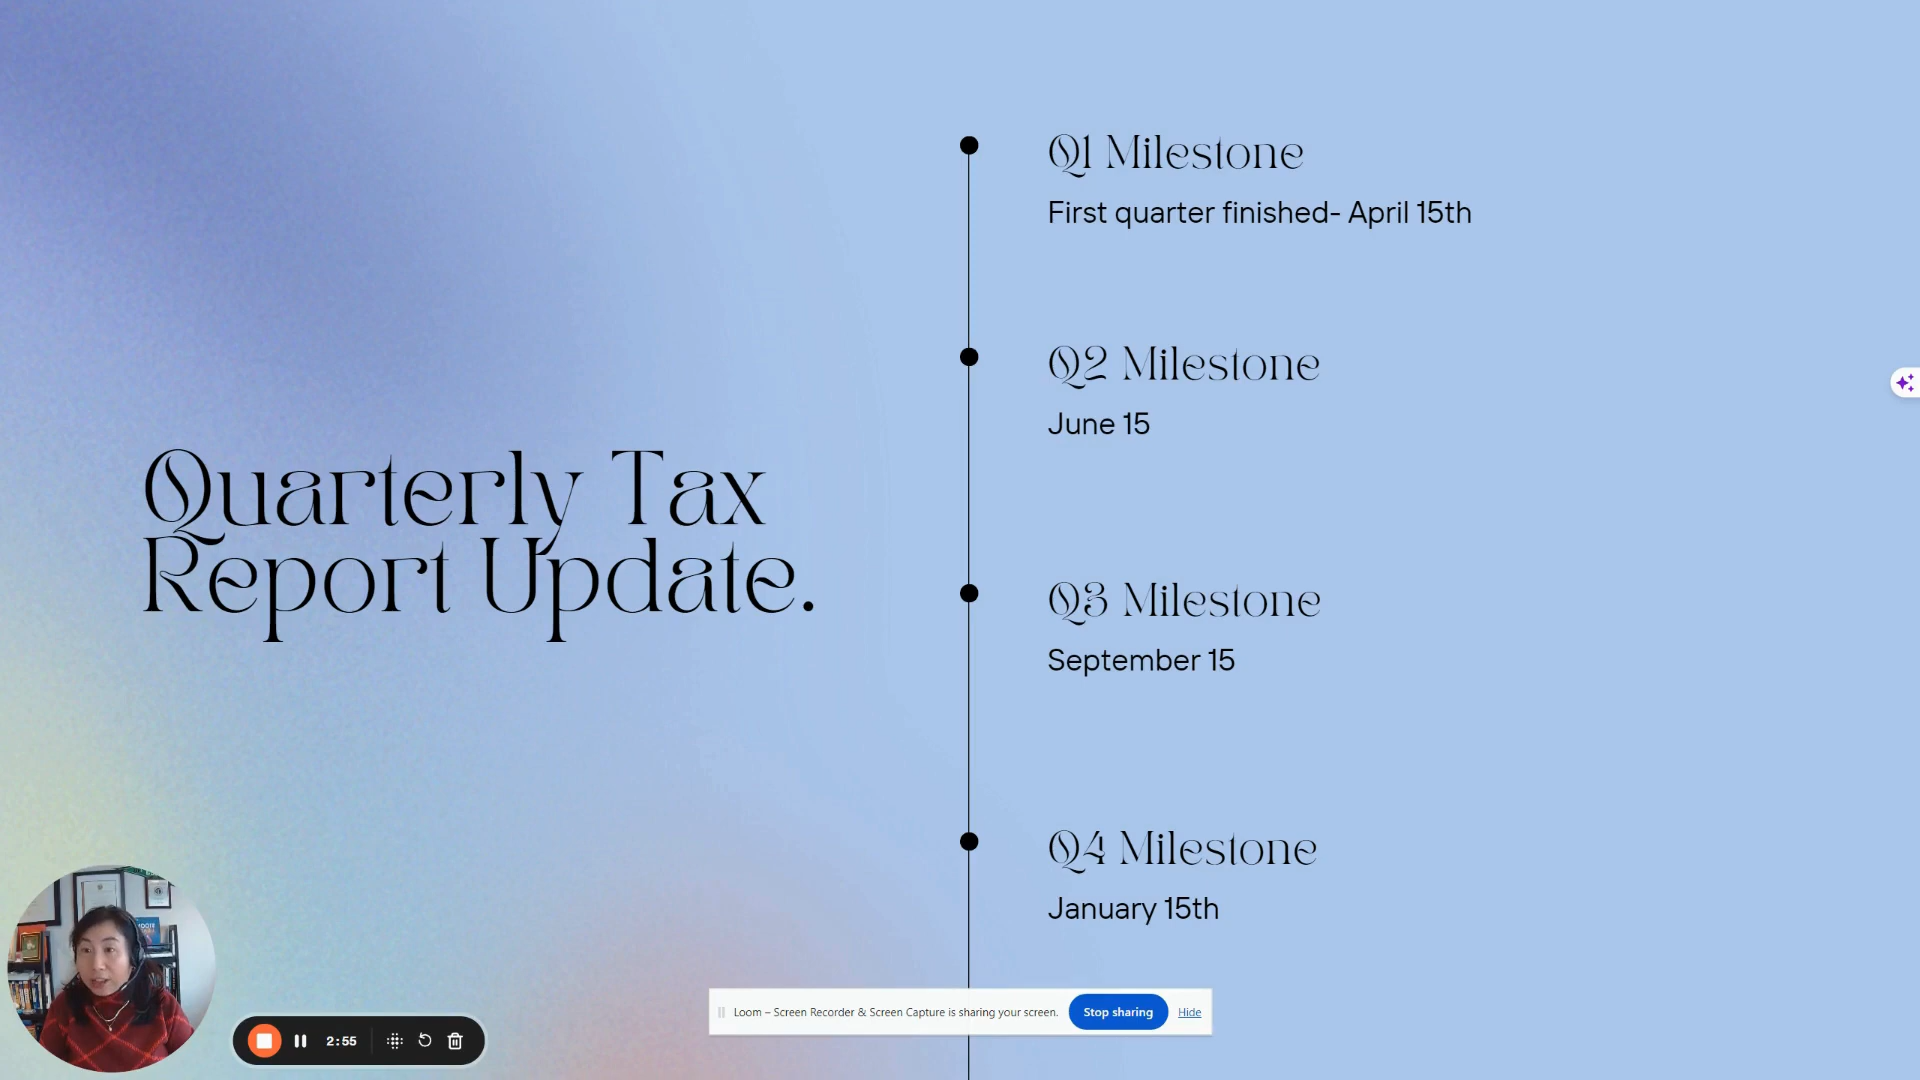 Quarterly Tax
Report Update.
Q1 Milestone
First quarter finished- April 15th
Q2 Milestone
June 15
Q3 Milestone
September 15
Q4 Milestone
January 15th
2:55
Loom – Screen Recorder & Screen Capture is sharing your screen.
Stop sharing
Hide